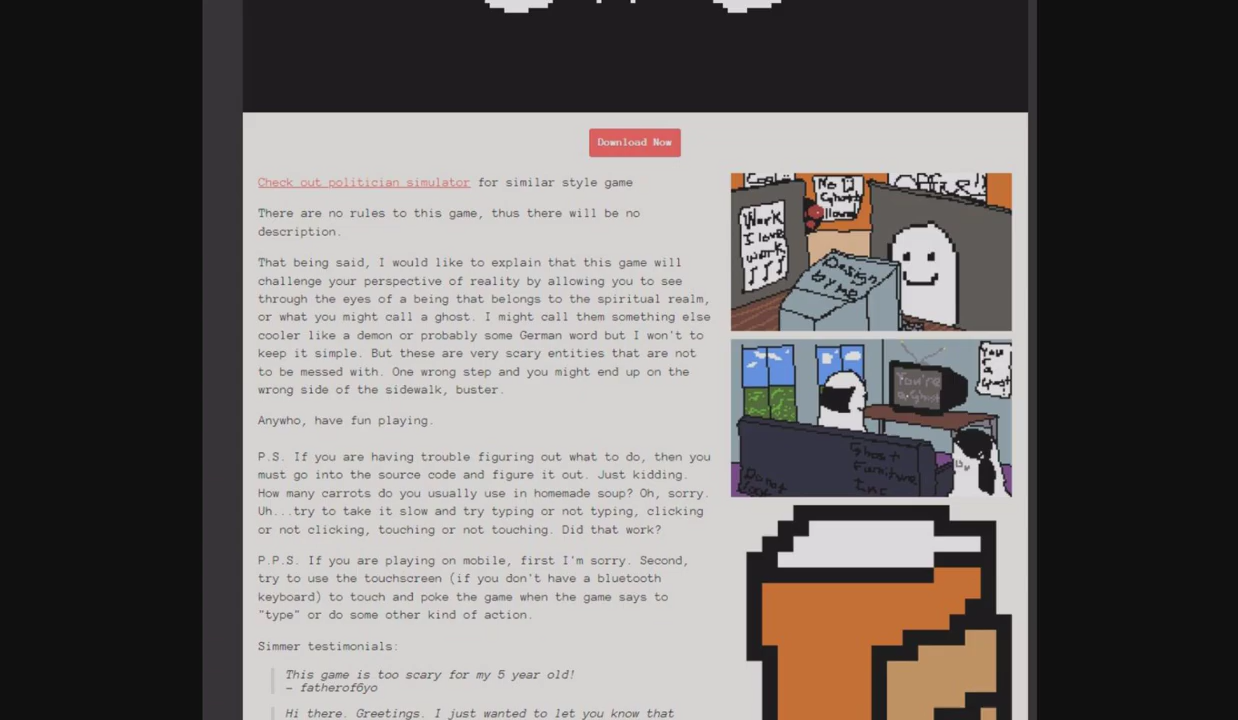 Download Now
Check out politician simulator for similar style game
There are no rules to this game, thus there will be no
description.
That being said, I would like to explain that this game will
challenge your perspective of reality by allowing you to see
through the eyes of a being that belongs to the spiritual realm,
or what you might call a ghost. I might call them something else
cooler like a demon or probably some German word but I won't to
keep it simple. But these are very scary entities that are not
to be messed with. One wrong step and you might end up on the
wrong side of the sidewalk, buster.
Anywho, have fun playing.
P.S. If you are having trouble figuring out what to do, then you
must go into the source code and figure it out. Just kidding.
How many carrots do you usually use in homemade soup? Oh, sorry.
Uh...try to take it slow and try typing or not typing, clicking
or not clicking, touching or not touching. Did that work?
P.P.S. If you are playing on mobile, first I'm sorry. Second,
try to use the touchscreen (if you don't have a bluetooth
keyboard) to touch and poke the game when the game says to
"type" or do some other kind of action.
Simmer testimonials:
This game is too scary for my 5 year old!
- fatherof6yo
Hi there. Greetings. I just wanted to let you know that
No
Ghost
Work
I love
work
Design
by me
You're
a Ghost
You
a
Ghost
Ghost
Furniture
Inc